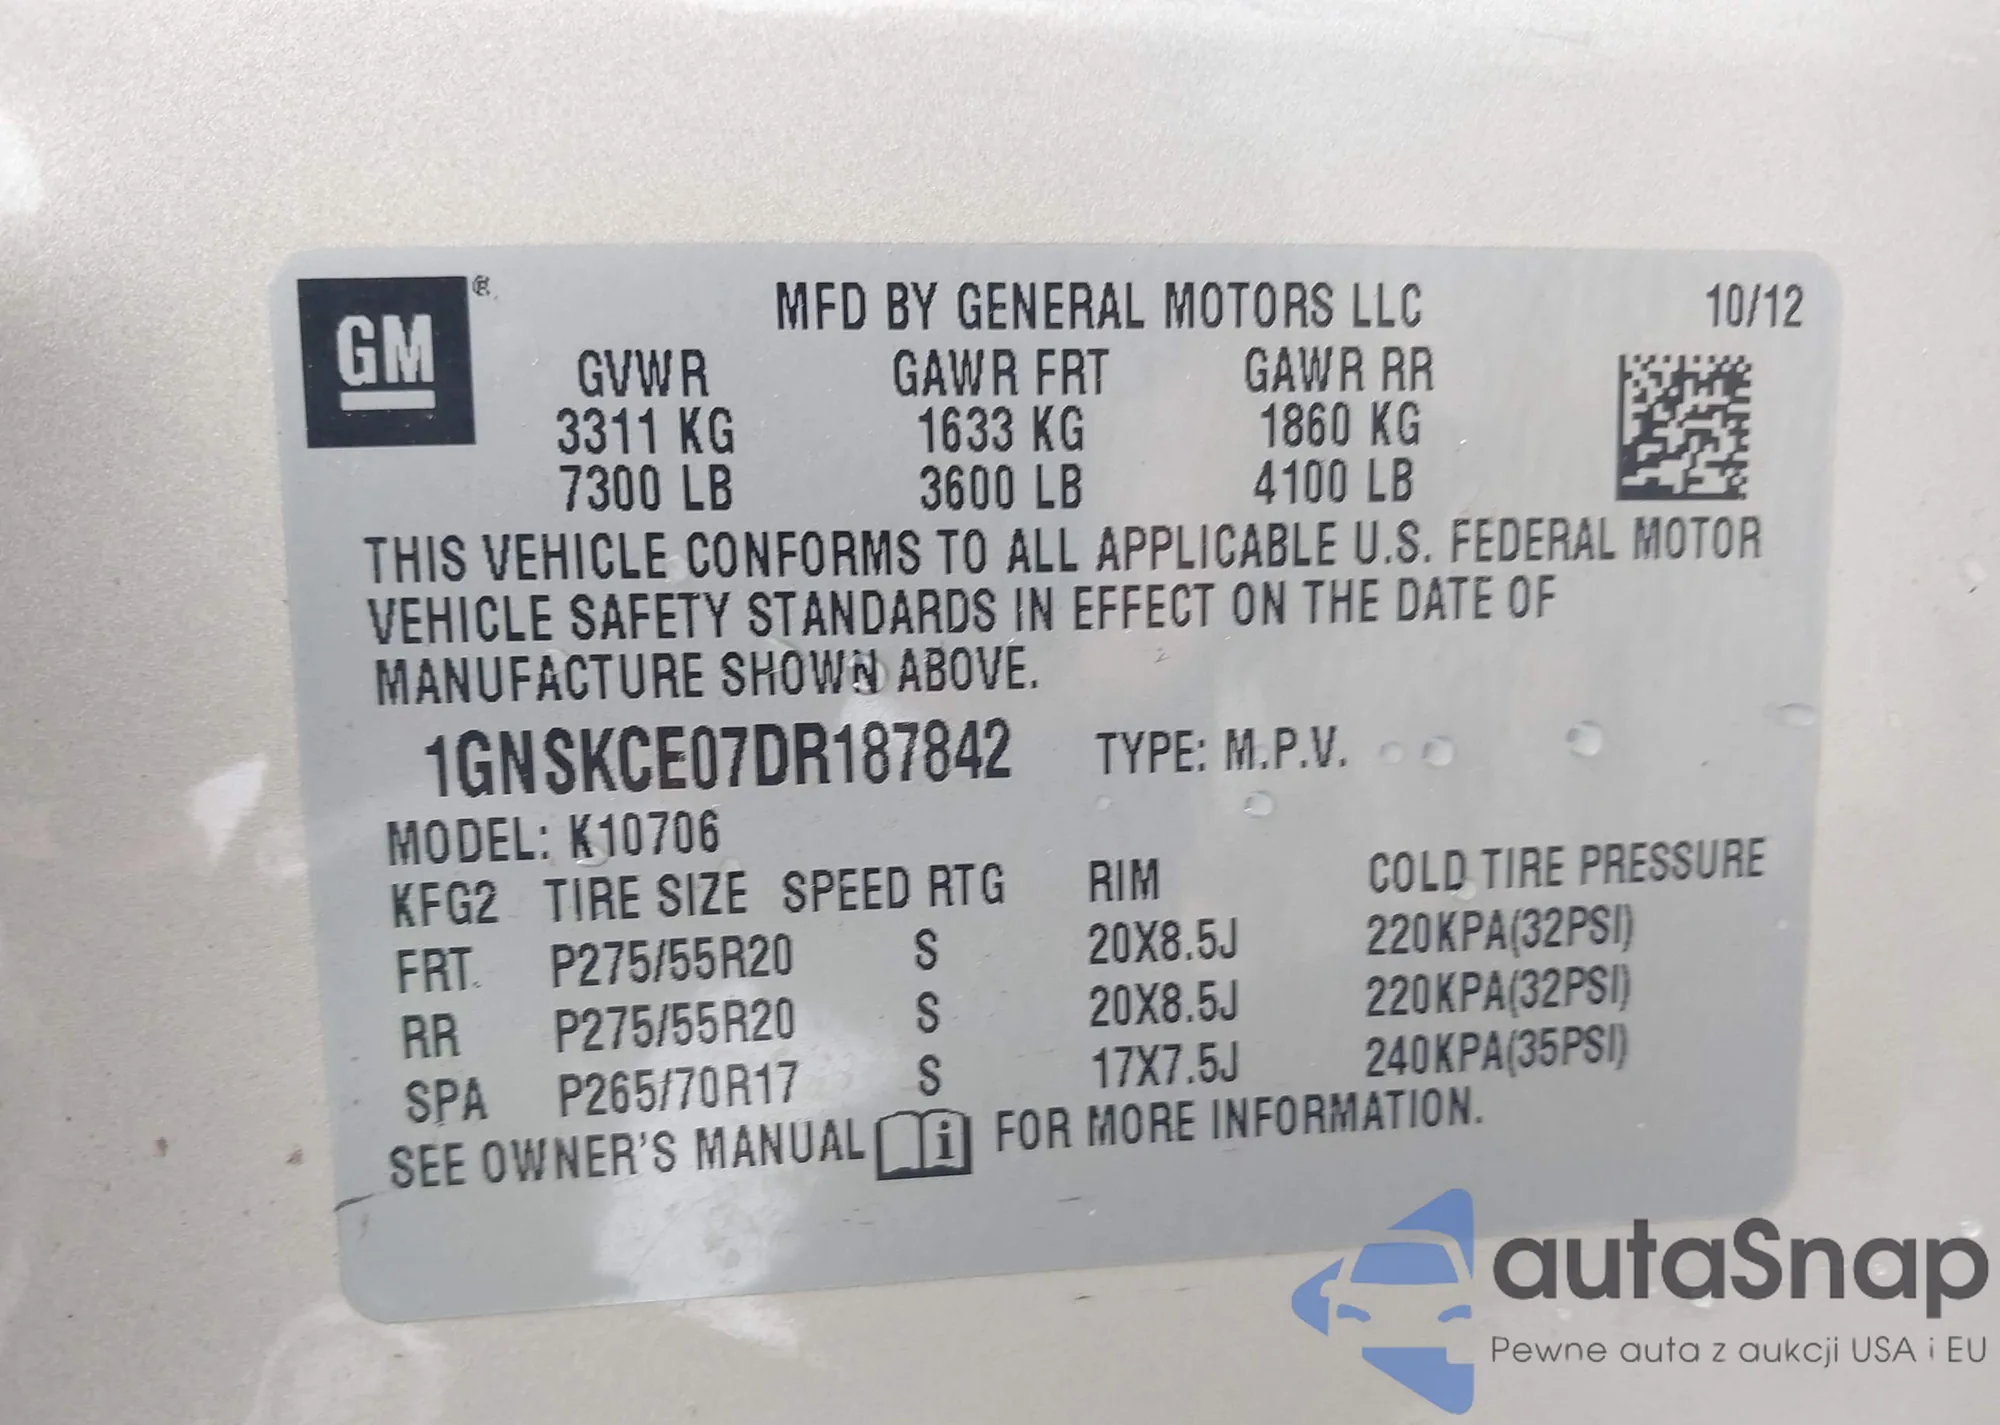 GM®
MFD BY GENERAL MOTORS LLC 10/12
GVWR GAWR FRT GAWR RR
3311 KG 1633 KG 1860 KG
7300 LB 3600 LB 4100 LB
THIS VEHICLE CONFORMS TO ALL APPLICABLE U.S. FEDERAL MOTOR
VEHICLE SAFETY STANDARDS IN EFFECT ON THE DATE OF
MANUFACTURE SHOWN ABOVE.
1GNSKCE07DR187842 TYPE: M.P.V.
MODEL: K10706
KFG2 TIRE SIZE SPEED RTG RIM COLD TIRE PRESSURE
FRT P275/55R20 S 20X8.5J 220KPA(32PSI)
RR P275/55R20 S 20X8.5J 220KPA(32PSI)
SPA P265/70R17 S 17X7.5J 240KPA(35PSI)
SEE OWNER'S MANUAL i FOR MORE INFORMATION.
autaSnap
Pewne auta z aukcji USA i EU